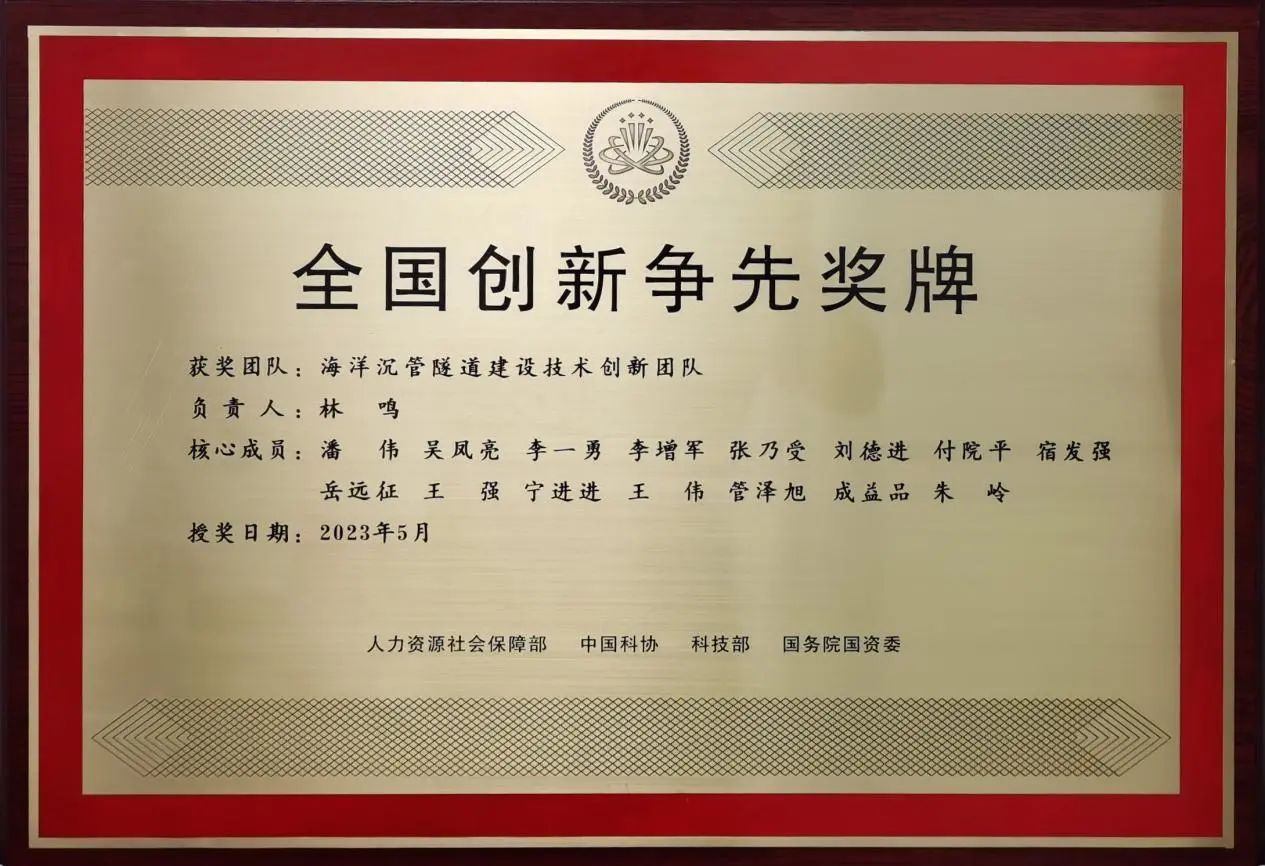 全国创新争先奖牌
获奖团队：海洋沉管隧道建设技术创新团队
负责人：林 鸣
核心成员：潘 伟 吴凤亮 李一勇 李增军 张乃受 刘德进 付院平 宿发强
岳远征 王 强 宁进进 王 伟 管泽旭 成益品 朱 岭
授奖日期：2023年5月
人力资源社会保障部 中国科协 科技部 国务院国资委